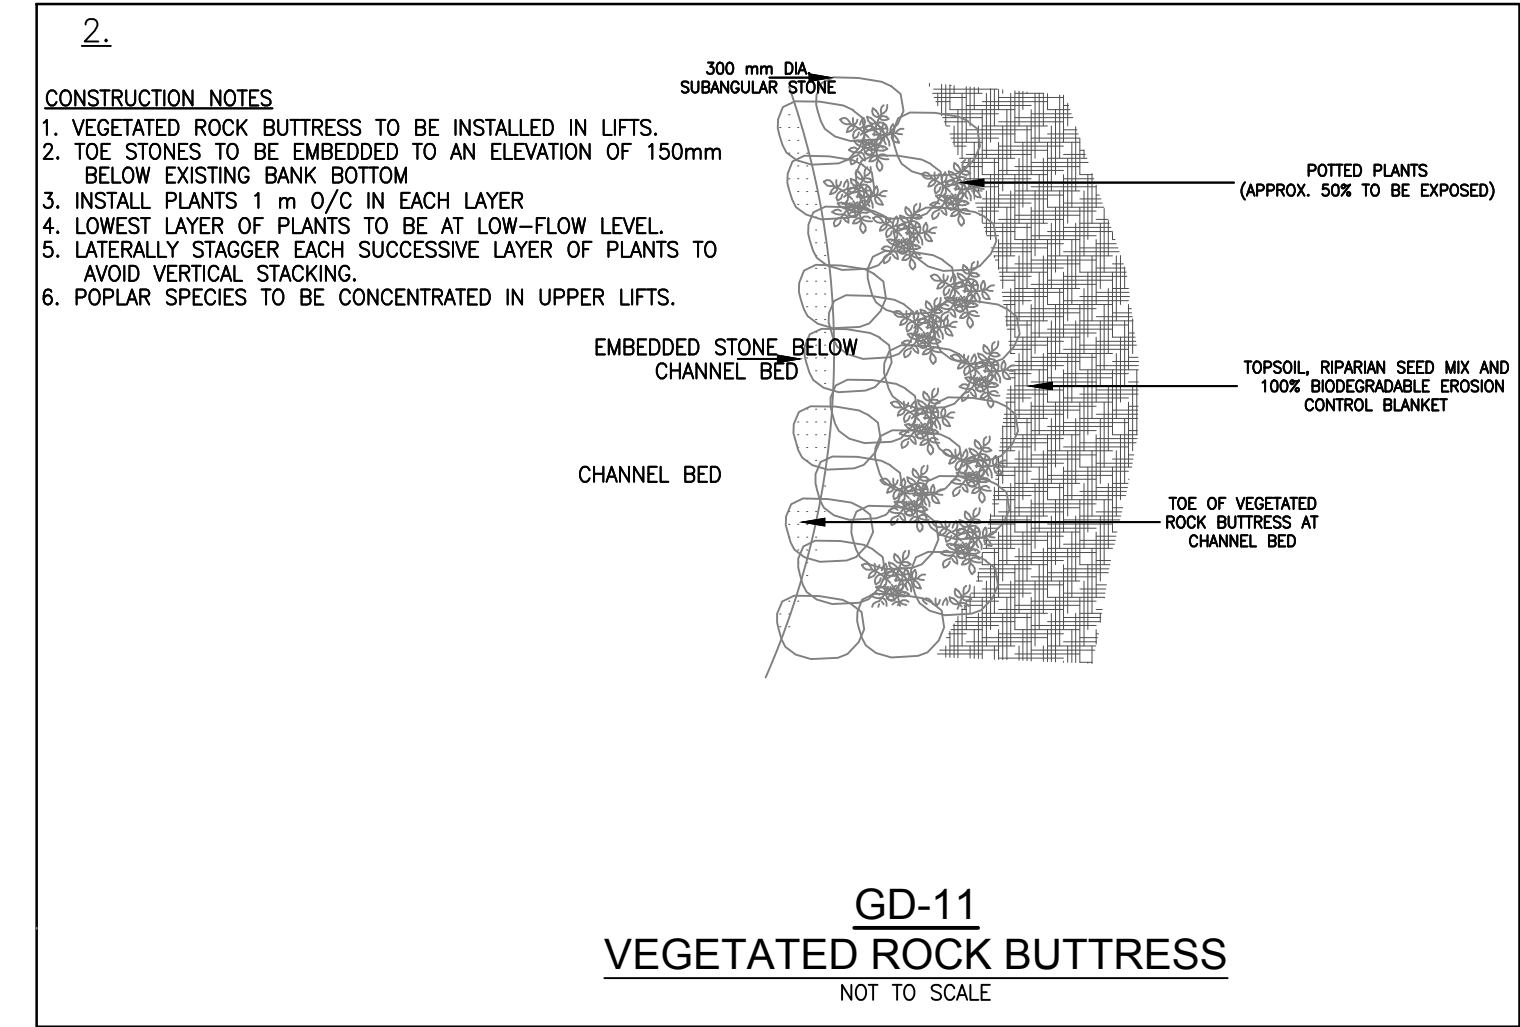 2.
CONSTRUCTION NOTES
1. VEGETATED ROCK BUTTRESS TO BE INSTALLED IN LIFTS.
2. TOE STONES TO BE EMBEDDED TO AN ELEVATION OF 150mm
BELOW EXISTING BANK BOTTOM
3. INSTALL PLANTS 1 m O/C IN EACH LAYER
4. LOWEST LAYER OF PLANTS TO BE AT LOW-FLOW LEVEL.
5. LATERALLY STAGGER EACH SUCCESSIVE LAYER OF PLANTS TO
AVOID VERTICAL STACKING.
6. POPLAR SPECIES TO BE CONCENTRATED IN UPPER LIFTS.
300 mm DIA.
SUBANGULAR STONE
POTTED PLANTS
(APPROX. 50% TO BE EXPOSED)
EMBEDDED STONE BELOW
CHANNEL BED
TOPSOIL, RIPARIAN SEED MIX AND
100% BIODEGRADABLE EROSION
CONTROL BLANKET
CHANNEL BED
TOE OF VEGETATED
ROCK BUTTRESS AT
CHANNEL BED
GD-11
VEGETATED ROCK BUTTRESS
NOT TO SCALE